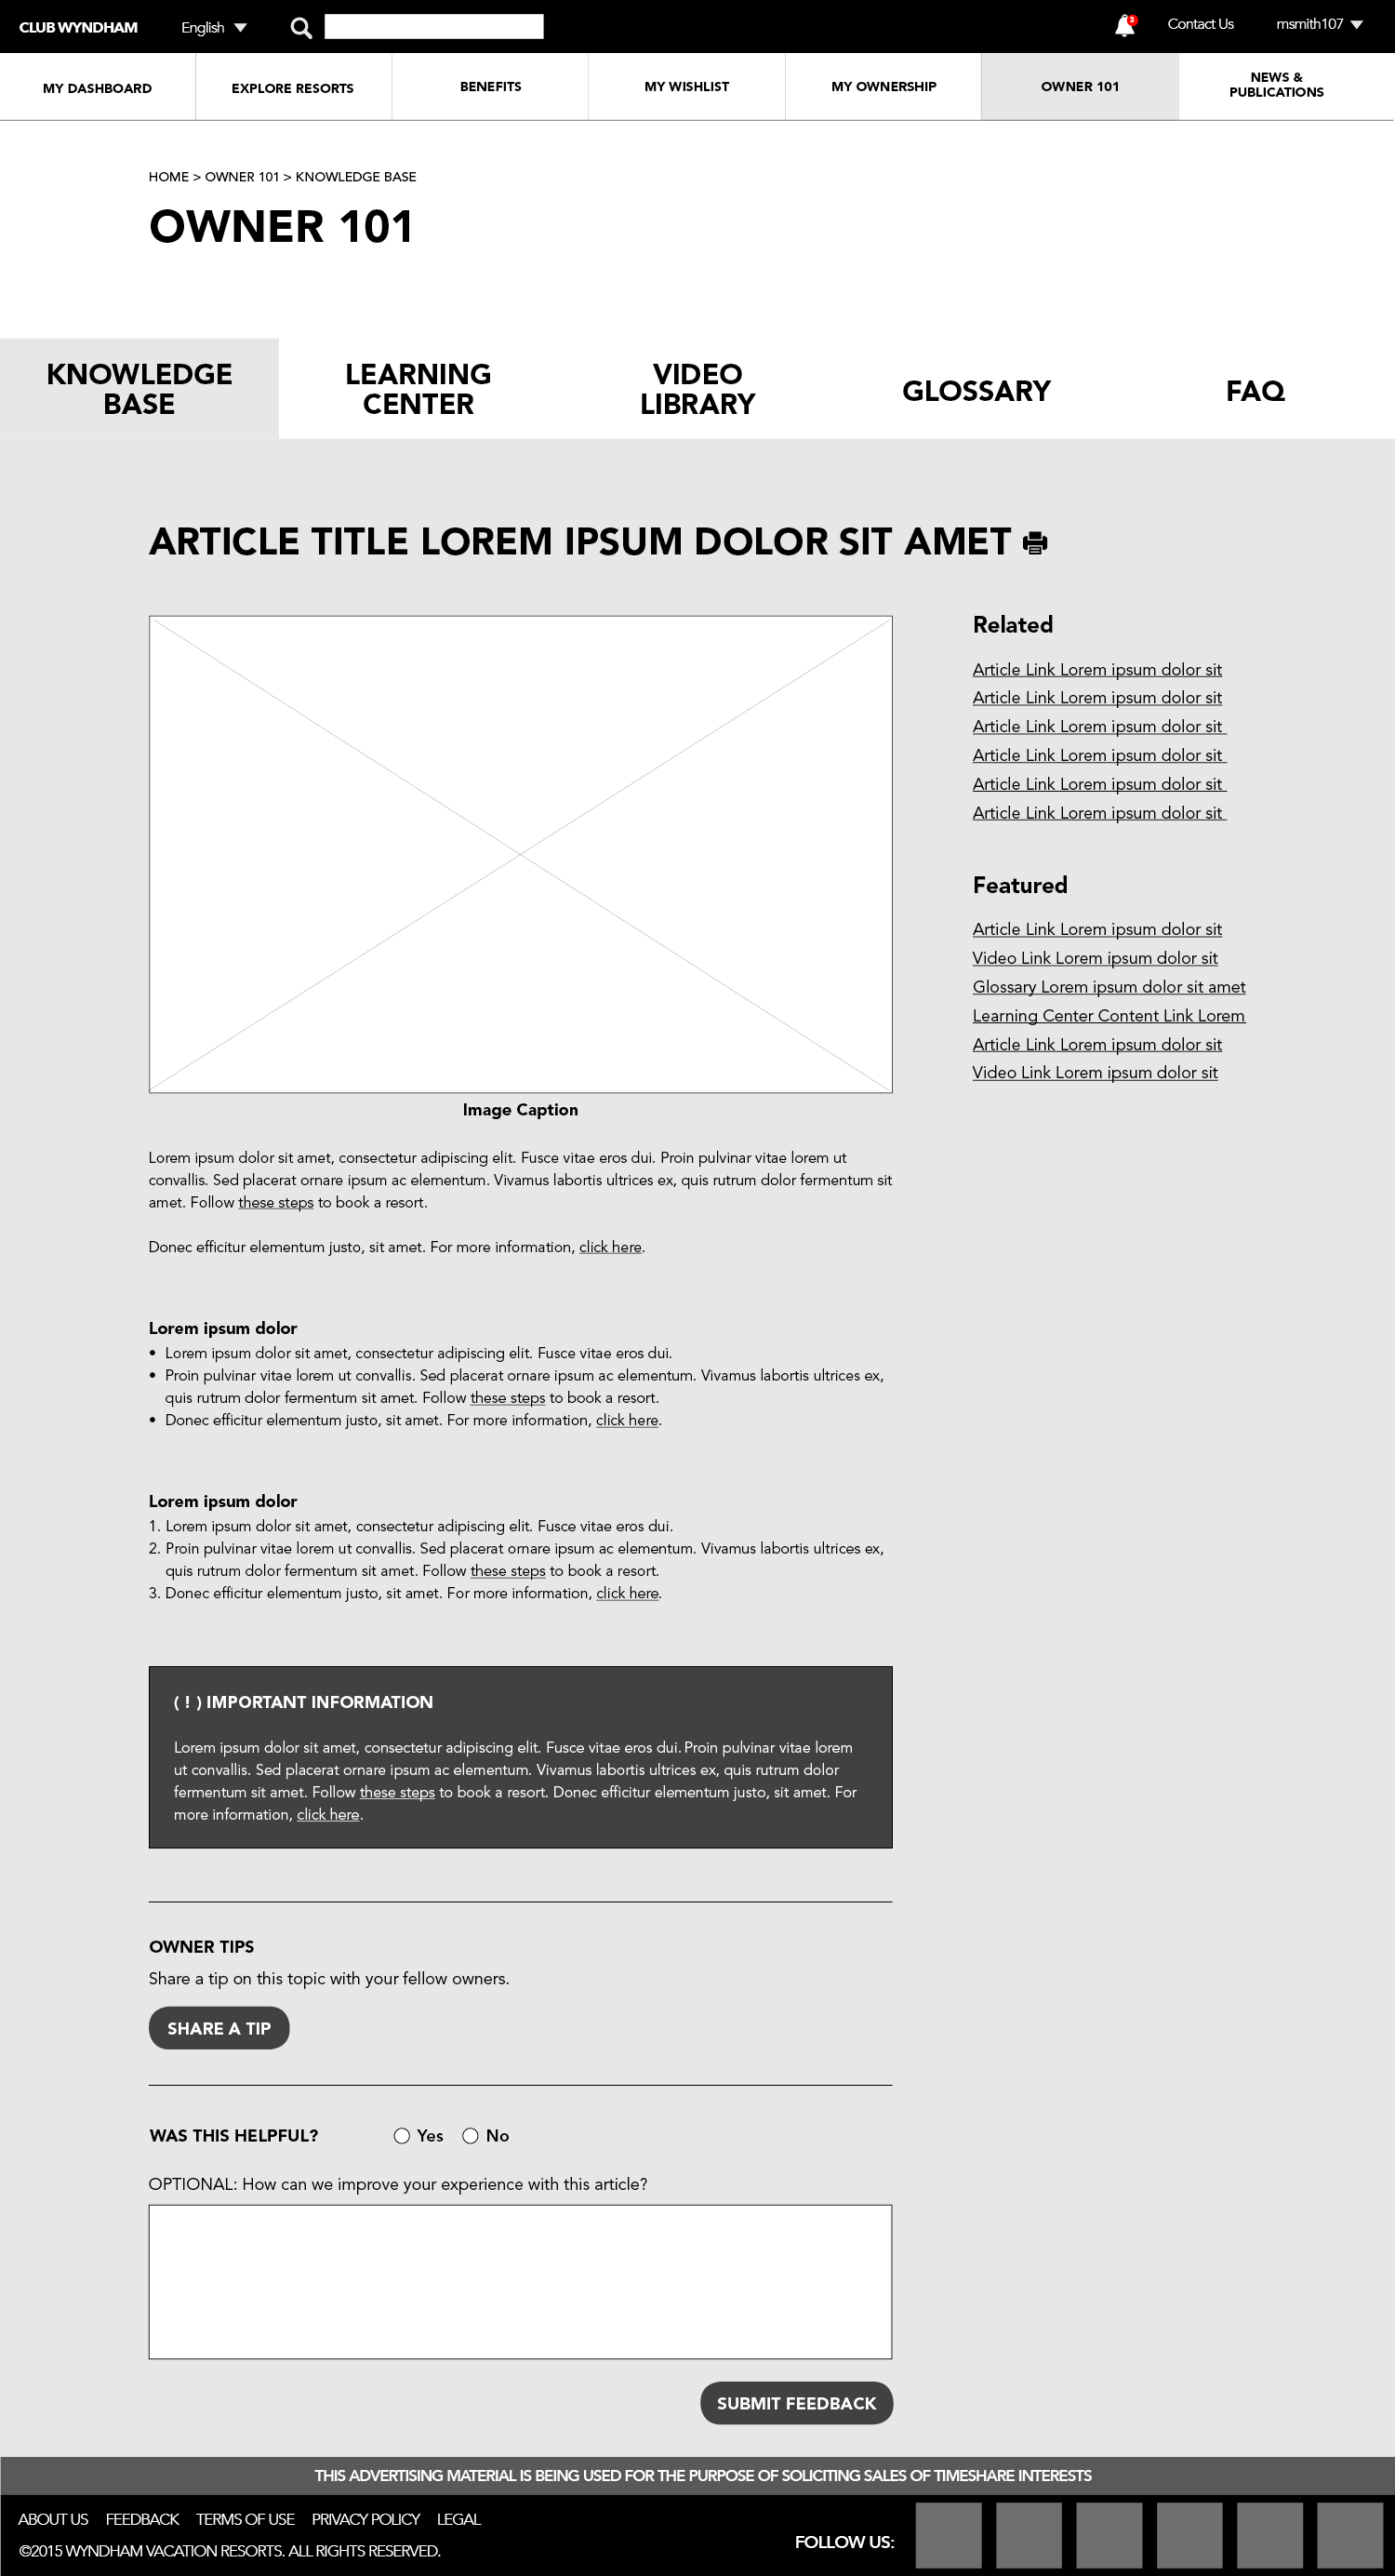 CLUB WYNDHAM
English
3
Contact Us
msmith107
MY DASHBOARD
EXPLORE RESORTS
BENEFITS
MY WISHLIST
MY OWNERSHIP
OWNER 101
NEWS &
PUBLICATIONS
HOME > OWNER 101 > KNOWLEDGE BASE
OWNER 101
KNOWLEDGE
BASE
LEARNING
CENTER
VIDEO
LIBRARY
GLOSSARY
FAQ
ARTICLE TITLE LOREM IPSUM DOLOR SIT AMET
Image Caption
Lorem ipsum dolor sit amet, consectetur adipiscing elit. Fusce vitae eros dui. Proin pulvinar vitae lorem ut
convallis. Sed placerat ornare ipsum ac elementum. Vivamus labortis ultrices ex, quis rutrum dolor fermentum sit
amet. Follow these steps to book a resort.
Donec efficitur elementum justo, sit amet. For more information, click here.
Lorem ipsum dolor
• Lorem ipsum dolor sit amet, consectetur adipiscing elit. Fusce vitae eros dui.
• Proin pulvinar vitae lorem ut convallis. Sed placerat ornare ipsum ac elementum. Vivamus labortis ultrices ex,
quis rutrum dolor fermentum sit amet. Follow these steps to book a resort.
• Donec efficitur elementum justo, sit amet. For more information, click here.
Lorem ipsum dolor
1. Lorem ipsum dolor sit amet, consectetur adipiscing elit. Fusce vitae eros dui.
2. Proin pulvinar vitae lorem ut convallis. Sed placerat ornare ipsum ac elementum. Vivamus labortis ultrices ex,
quis rutrum dolor fermentum sit amet. Follow these steps to book a resort.
3. Donec efficitur elementum justo, sit amet. For more information, click here.
( ! ) IMPORTANT INFORMATION
Lorem ipsum dolor sit amet, consectetur adipiscing elit. Fusce vitae eros dui. Proin pulvinar vitae lorem
ut convallis. Sed placerat ornare ipsum ac elementum. Vivamus labortis ultrices ex, quis rutrum dolor
fermentum sit amet. Follow these steps to book a resort. Donec efficitur elementum justo, sit amet. For
more information, click here.
OWNER TIPS
Share a tip on this topic with your fellow owners.
SHARE A TIP
WAS THIS HELPFUL?
Yes
No
OPTIONAL: How can we improve your experience with this article?
SUBMIT FEEDBACK
Related
Article Link Lorem ipsum dolor sit
Article Link Lorem ipsum dolor sit
Article Link Lorem ipsum dolor sit
Article Link Lorem ipsum dolor sit
Article Link Lorem ipsum dolor sit
Article Link Lorem ipsum dolor sit
Featured
Article Link Lorem ipsum dolor sit
Video Link Lorem ipsum dolor sit
Glossary Lorem ipsum dolor sit amet
Learning Center Content Link Lorem
Article Link Lorem ipsum dolor sit
Video Link Lorem ipsum dolor sit
THIS ADVERTISING MATERIAL IS BEING USED FOR THE PURPOSE OF SOLICITING SALES OF TIMESHARE INTERESTS
ABOUT US FEEDBACK TERMS OF USE PRIVACY POLICY LEGAL
©2015 WYNDHAM VACATION RESORTS. ALL RIGHTS RESERVED.
FOLLOW US: